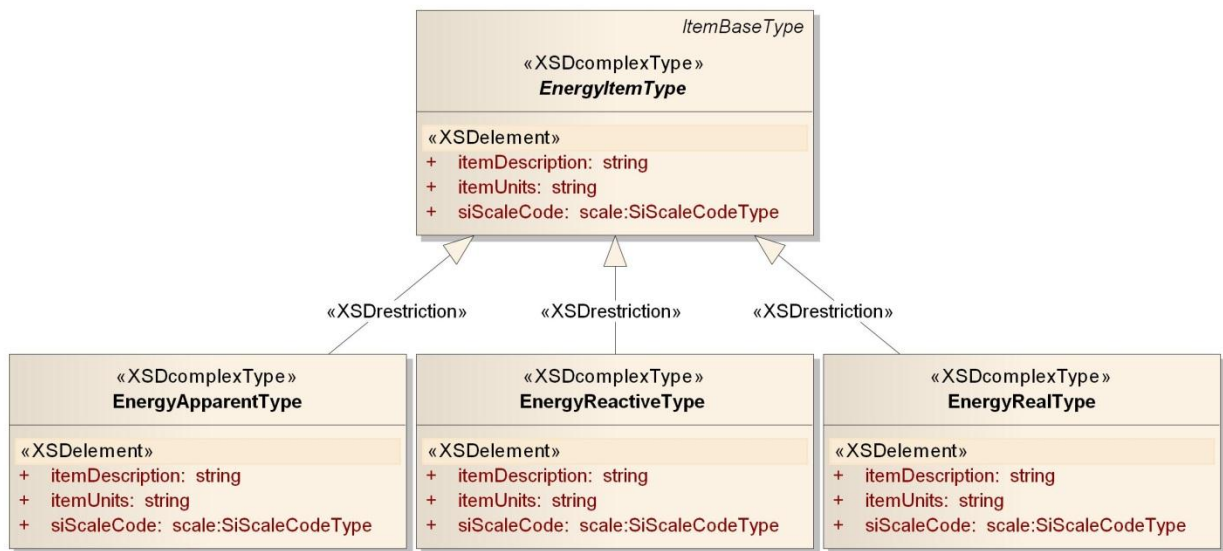 ItemBaseType
«XSDcomplexType»
EnergyItemType
«XSDelement»
+ itemDescription: string
+ itemUnits: string
+ siScaleCode: scale:SiScaleCodeType
«XSDrestriction»
«XSDrestriction»
«XSDrestriction»
«XSDcomplexType»
EnergyApparentType
«XSDelement»
+ itemDescription: string
+ itemUnits: string
+ siScaleCode: scale:SiScaleCodeType
«XSDcomplexType»
EnergyReactiveType
«XSDelement»
+ itemDescription: string
+ itemUnits: string
+ siScaleCode: scale:SiScaleCodeType
«XSDcomplexType»
EnergyRealType
«XSDelement»
+ itemDescription: string
+ itemUnits: string
+ siScaleCode: scale:SiScaleCodeType